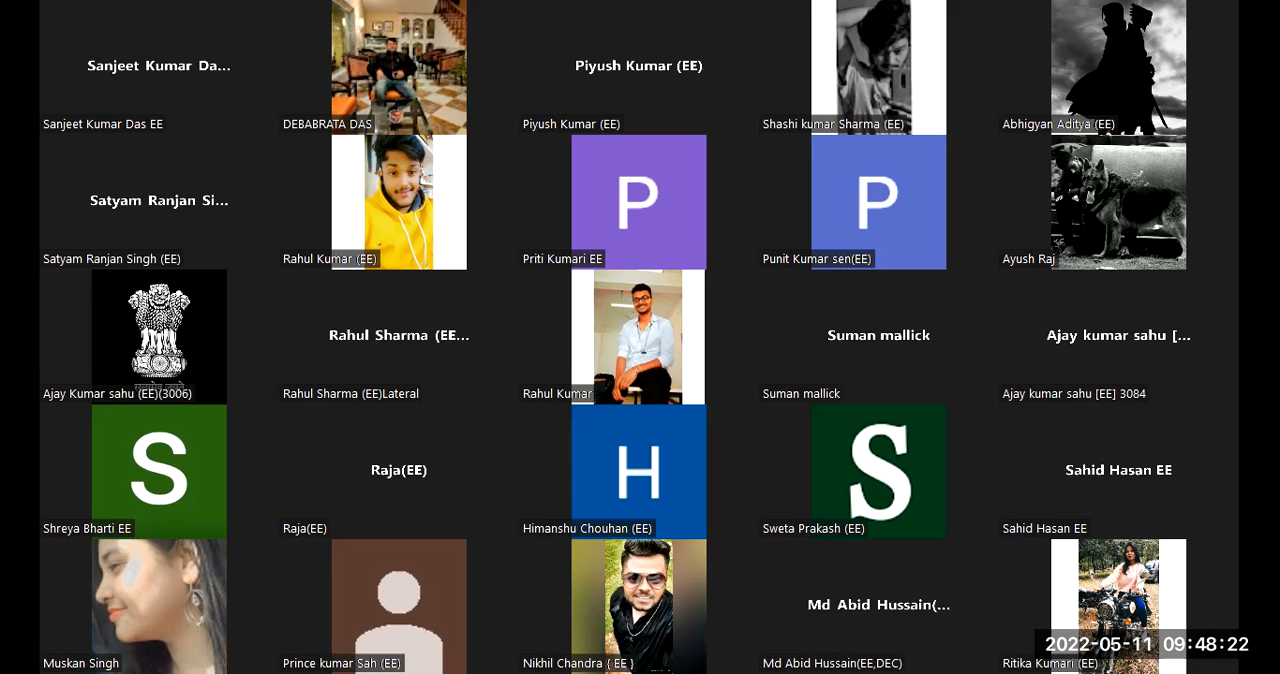 Sanjeet Kumar Da...
Sanjeet Kumar Das EE
DEBABRATA DAS
Piyush Kumar (EE)
Piyush Kumar (EE)
Shashi kumar Sharma (EE)
Abhigyan Aditya (EE)
Satyam Ranjan Si...
Satyam Ranjan Singh (EE)
Rahul Kumar (EE)
P
Priti Kumari EE
P
Punit Kumar sen(EE)
Ayush Raj
सत्यमेव जयते
Ajay Kumar sahu (EE)(3006)
Rahul Sharma (EE...
Rahul Sharma (EE)Lateral
Rahul Kumar
Suman mallick
Suman mallick
Ajay kumar sahu [...
Ajay kumar sahu [EE] 3084
S
Shreya Bharti EE
Raja(EE)
Raja(EE)
H
Himanshu Chouhan (EE)
S
Sweta Prakash (EE)
Sahid Hasan EE
Sahid Hasan EE
Muskan Singh
Prince kumar Sah (EE)
Nikhil Chandra { EE }
Md Abid Hussain(...
Md Abid Hussain(EE,DEC)
Ritika Kumari (EE)
2022-05-11 09:48:22